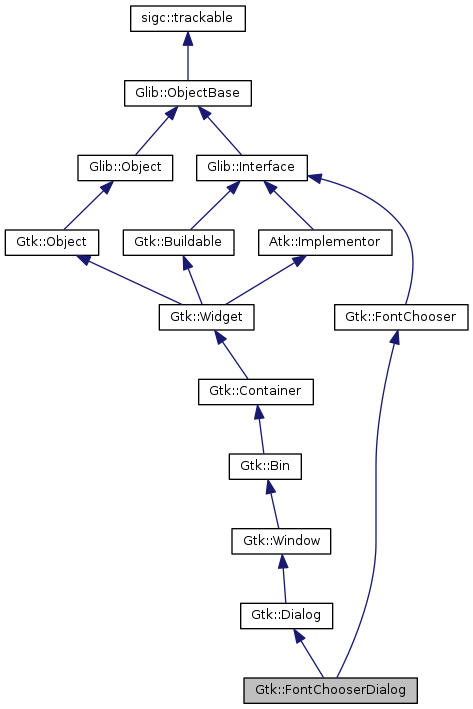 sigc::trackable
Glib::ObjectBase
Glib::Object
Glib::Interface
Gtk::Object
Gtk::Buildable
Atk::Implementor
Gtk::Widget
Gtk::FontChooser
Gtk::Container
Gtk::Bin
Gtk::Window
Gtk::Dialog
Gtk::FontChooserDialog